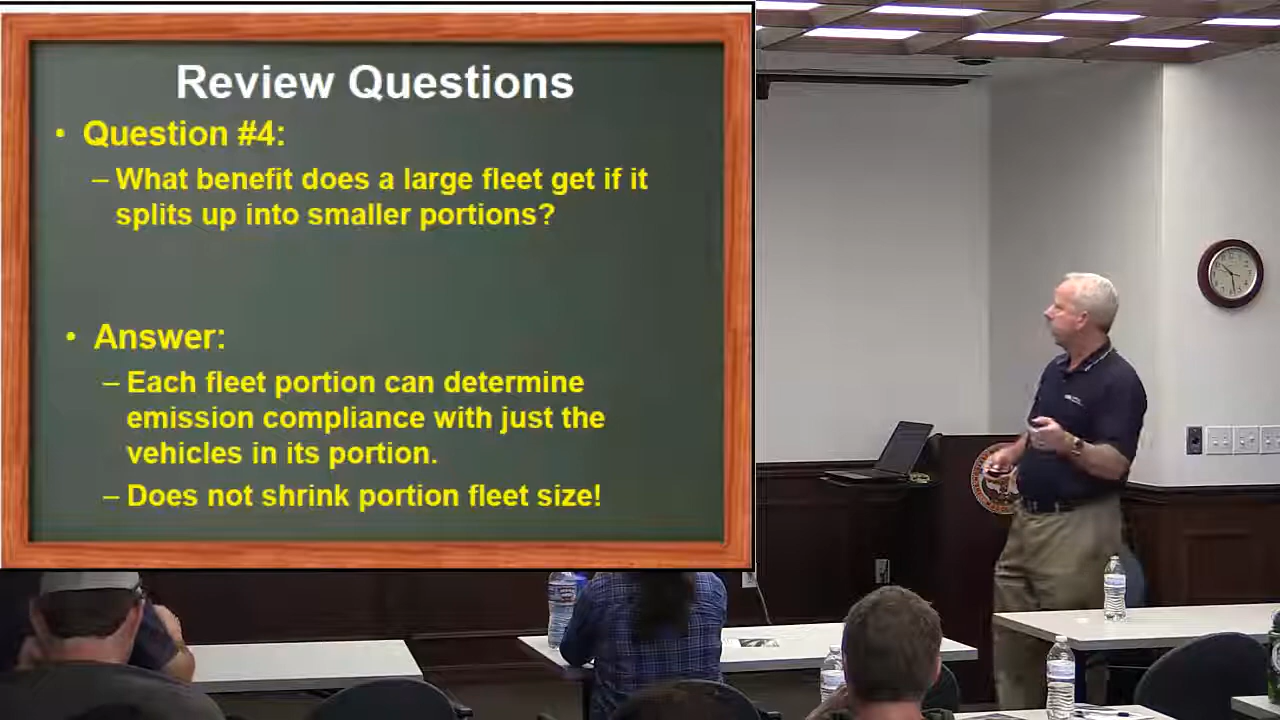 Review Questions
• Question #4:
– What benefit does a large fleet get if it
splits up into smaller portions?
• Answer:
– Each fleet portion can determine
emission compliance with just the
vehicles in its portion.
– Does not shrink portion fleet size!